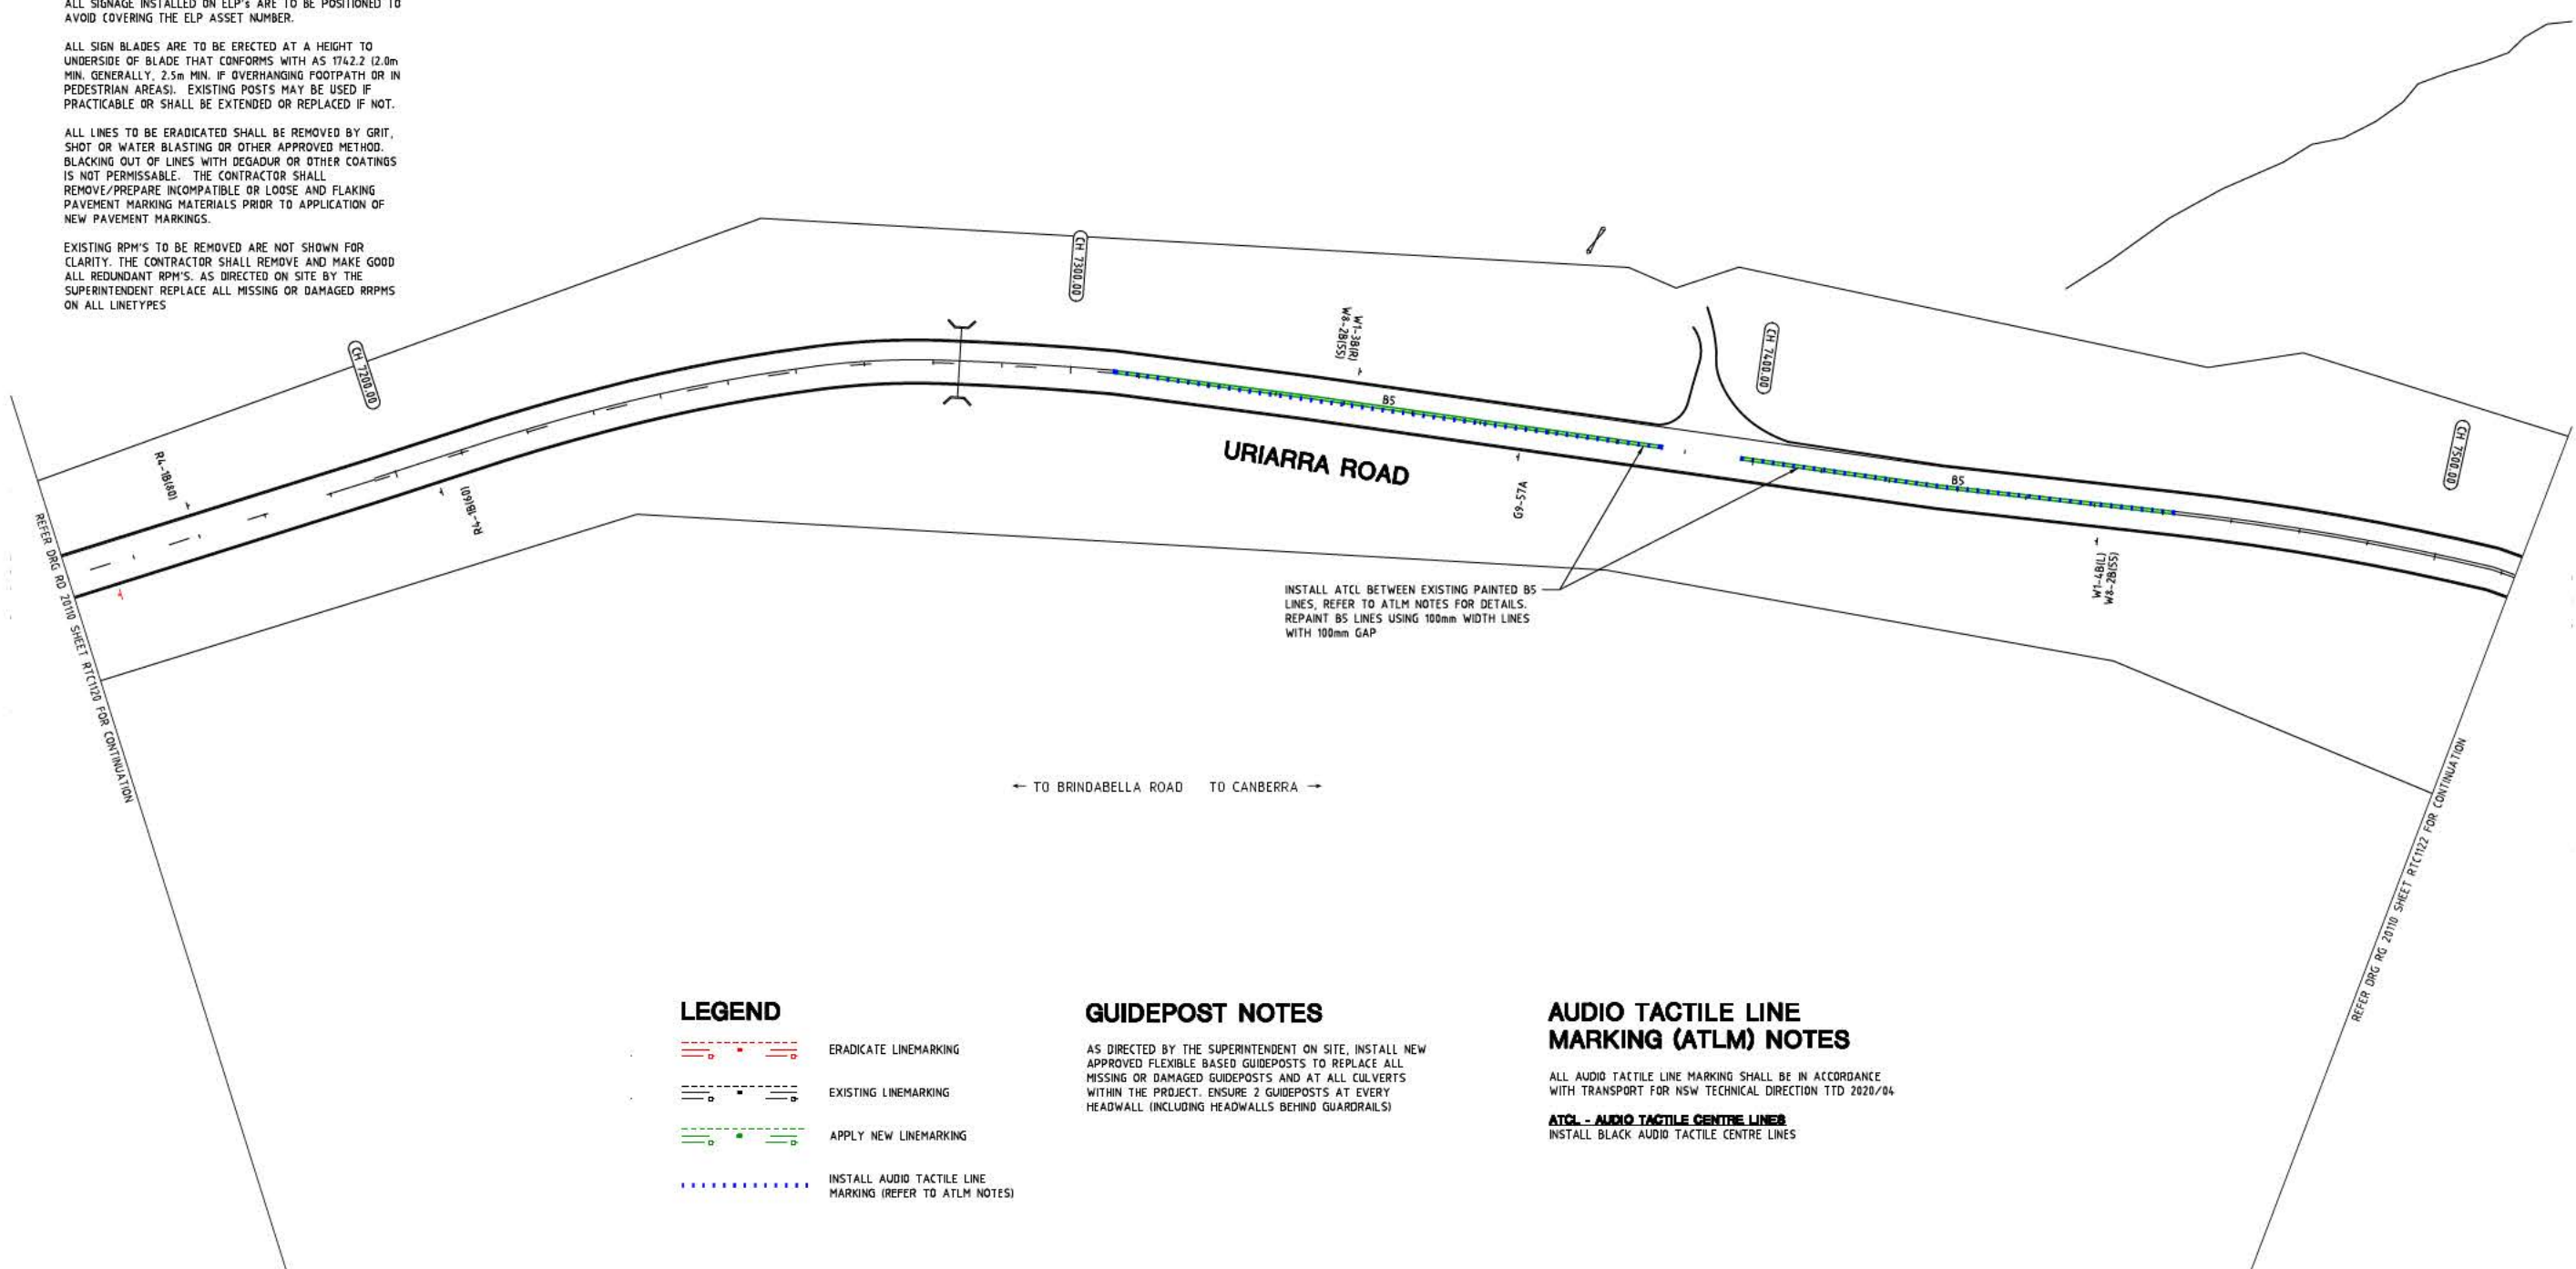 ALL SIGNAGE INSTALLED ON ELP's ARE TO BE POSITIONED TO
AVOID COVERING THE ELP ASSET NUMBER.
ALL SIGN BLADES ARE TO BE ERECTED AT A HEIGHT TO
UNDERSIDE OF BLADE THAT CONFORMS WITH AS 1742.2 (2.0m
MIN. GENERALLY, 2.5m MIN. IF OVERHANGING FOOTPATH OR IN
PEDESTRIAN AREAS). EXISTING POSTS MAY BE USED IF
PRACTICABLE OR SHALL BE EXTENDED OR REPLACED IF NOT.
ALL LINES TO BE ERADICATED SHALL BE REMOVED BY GRIT,
SHOT OR WATER BLASTING OR OTHER APPROVED METHOD.
BLACKING OUT OF LINES WITH DEGADUR OR OTHER COATINGS
IS NOT PERMISSABLE. THE CONTRACTOR SHALL
REMOVE/PREPARE INCOMPATIBLE OR LOOSE AND FLAKING
PAVEMENT MARKING MATERIALS PRIOR TO APPLICATION OF
NEW PAVEMENT MARKINGS.
EXISTING RPM'S TO BE REMOVED ARE NOT SHOWN FOR
CLARITY. THE CONTRACTOR SHALL REMOVE AND MAKE GOOD
ALL REDUNDANT RPM'S. AS DIRECTED ON SITE BY THE
SUPERINTENDENT REPLACE ALL MISSING OR DAMAGED RRPMS
ON ALL LINETYPES
CH 7200.00
CH 7300.00
CH 7400.00
CH 7500.00
R4-1B(80)
R4-1B(60)
W1-3B(R)
W8-2B(55)
B5
URIARRA ROAD
G9-57A
B5
W1-4B(L)
W8-2B(55)
INSTALL ATCL BETWEEN EXISTING PAINTED B5
LINES, REFER TO ATLM NOTES FOR DETAILS.
REPAINT B5 LINES USING 100mm WIDTH LINES
WITH 100mm GAP
REFER DRG RD 20110 SHEET RTC1120 FOR CONTINUATION
REFER DRG RG 20110 SHEET RTC1122 FOR CONTINUATION
← TO BRINDABELLA ROAD TO CANBERRA →
LEGEND
ERADICATE LINEMARKING
EXISTING LINEMARKING
APPLY NEW LINEMARKING
INSTALL AUDIO TACTILE LINE
MARKING (REFER TO ATLM NOTES)
GUIDEPOST NOTES
AS DIRECTED BY THE SUPERINTENDENT ON SITE, INSTALL NEW
APPROVED FLEXIBLE BASED GUIDEPOSTS TO REPLACE ALL
MISSING OR DAMAGED GUIDEPOSTS AND AT ALL CULVERTS
WITHIN THE PROJECT. ENSURE 2 GUIDEPOSTS AT EVERY
HEADWALL (INCLUDING HEADWALLS BEHIND GUARDRAILS)
AUDIO TACTILE LINE
MARKING (ATLM) NOTES
ALL AUDIO TACTILE LINE MARKING SHALL BE IN ACCORDANCE
WITH TRANSPORT FOR NSW TECHNICAL DIRECTION TTD 2020/04
ATCL - AUDIO TACTILE CENTRE LINES
INSTALL BLACK AUDIO TACTILE CENTRE LINES